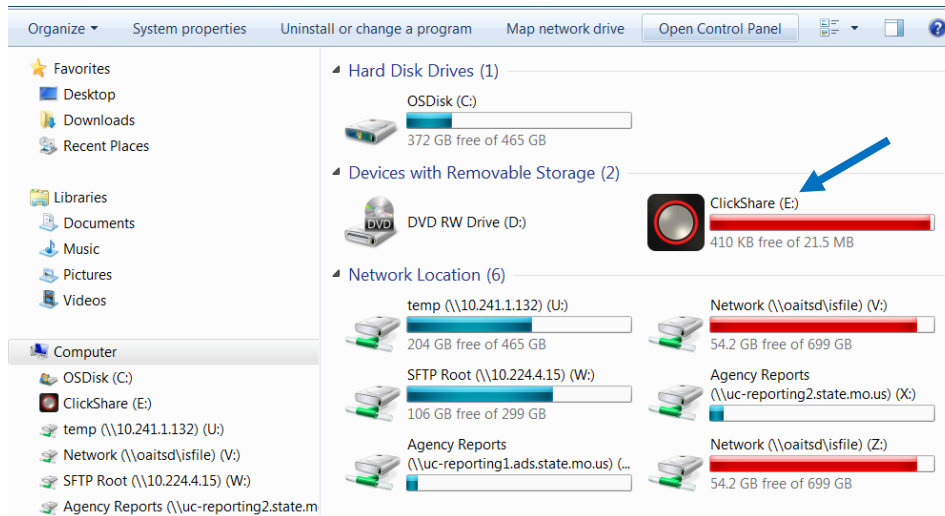 Organize
System properties
Uninstall or change a program
Map network drive
Open Control Panel
?
Favorites
Desktop
Downloads
Recent Places
Libraries
Documents
Music
Pictures
Videos
Computer
OSDisk (C:)
ClickShare (E:)
temp (\\10.241.1.132) (U:)
Network (\\oaitsd\isfile) (V:)
SFTP Root (\\10.224.4.15) (W:)
Agency Reports (\\uc-reporting2.state.m
Hard Disk Drives (1)
OSDisk (C:)
372 GB free of 465 GB
Devices with Removable Storage (2)
DVD
DVD RW Drive (D:)
ClickShare (E:)
410 KB free of 21.5 MB
Network Location (6)
temp (\\10.241.1.132) (U:)
204 GB free of 465 GB
Network (\\oaitsd\isfile) (V:)
54.2 GB free of 699 GB
SFTP Root (\\10.224.4.15) (W:)
106 GB free of 299 GB
Agency Reports
(\\uc-reporting2.state.mo.us) (X:)
Agency Reports
(\\uc-reporting1.ads.state.mo.us) (...
Network (\\oaitsd\isfile) (Z:)
54.2 GB free of 699 GB